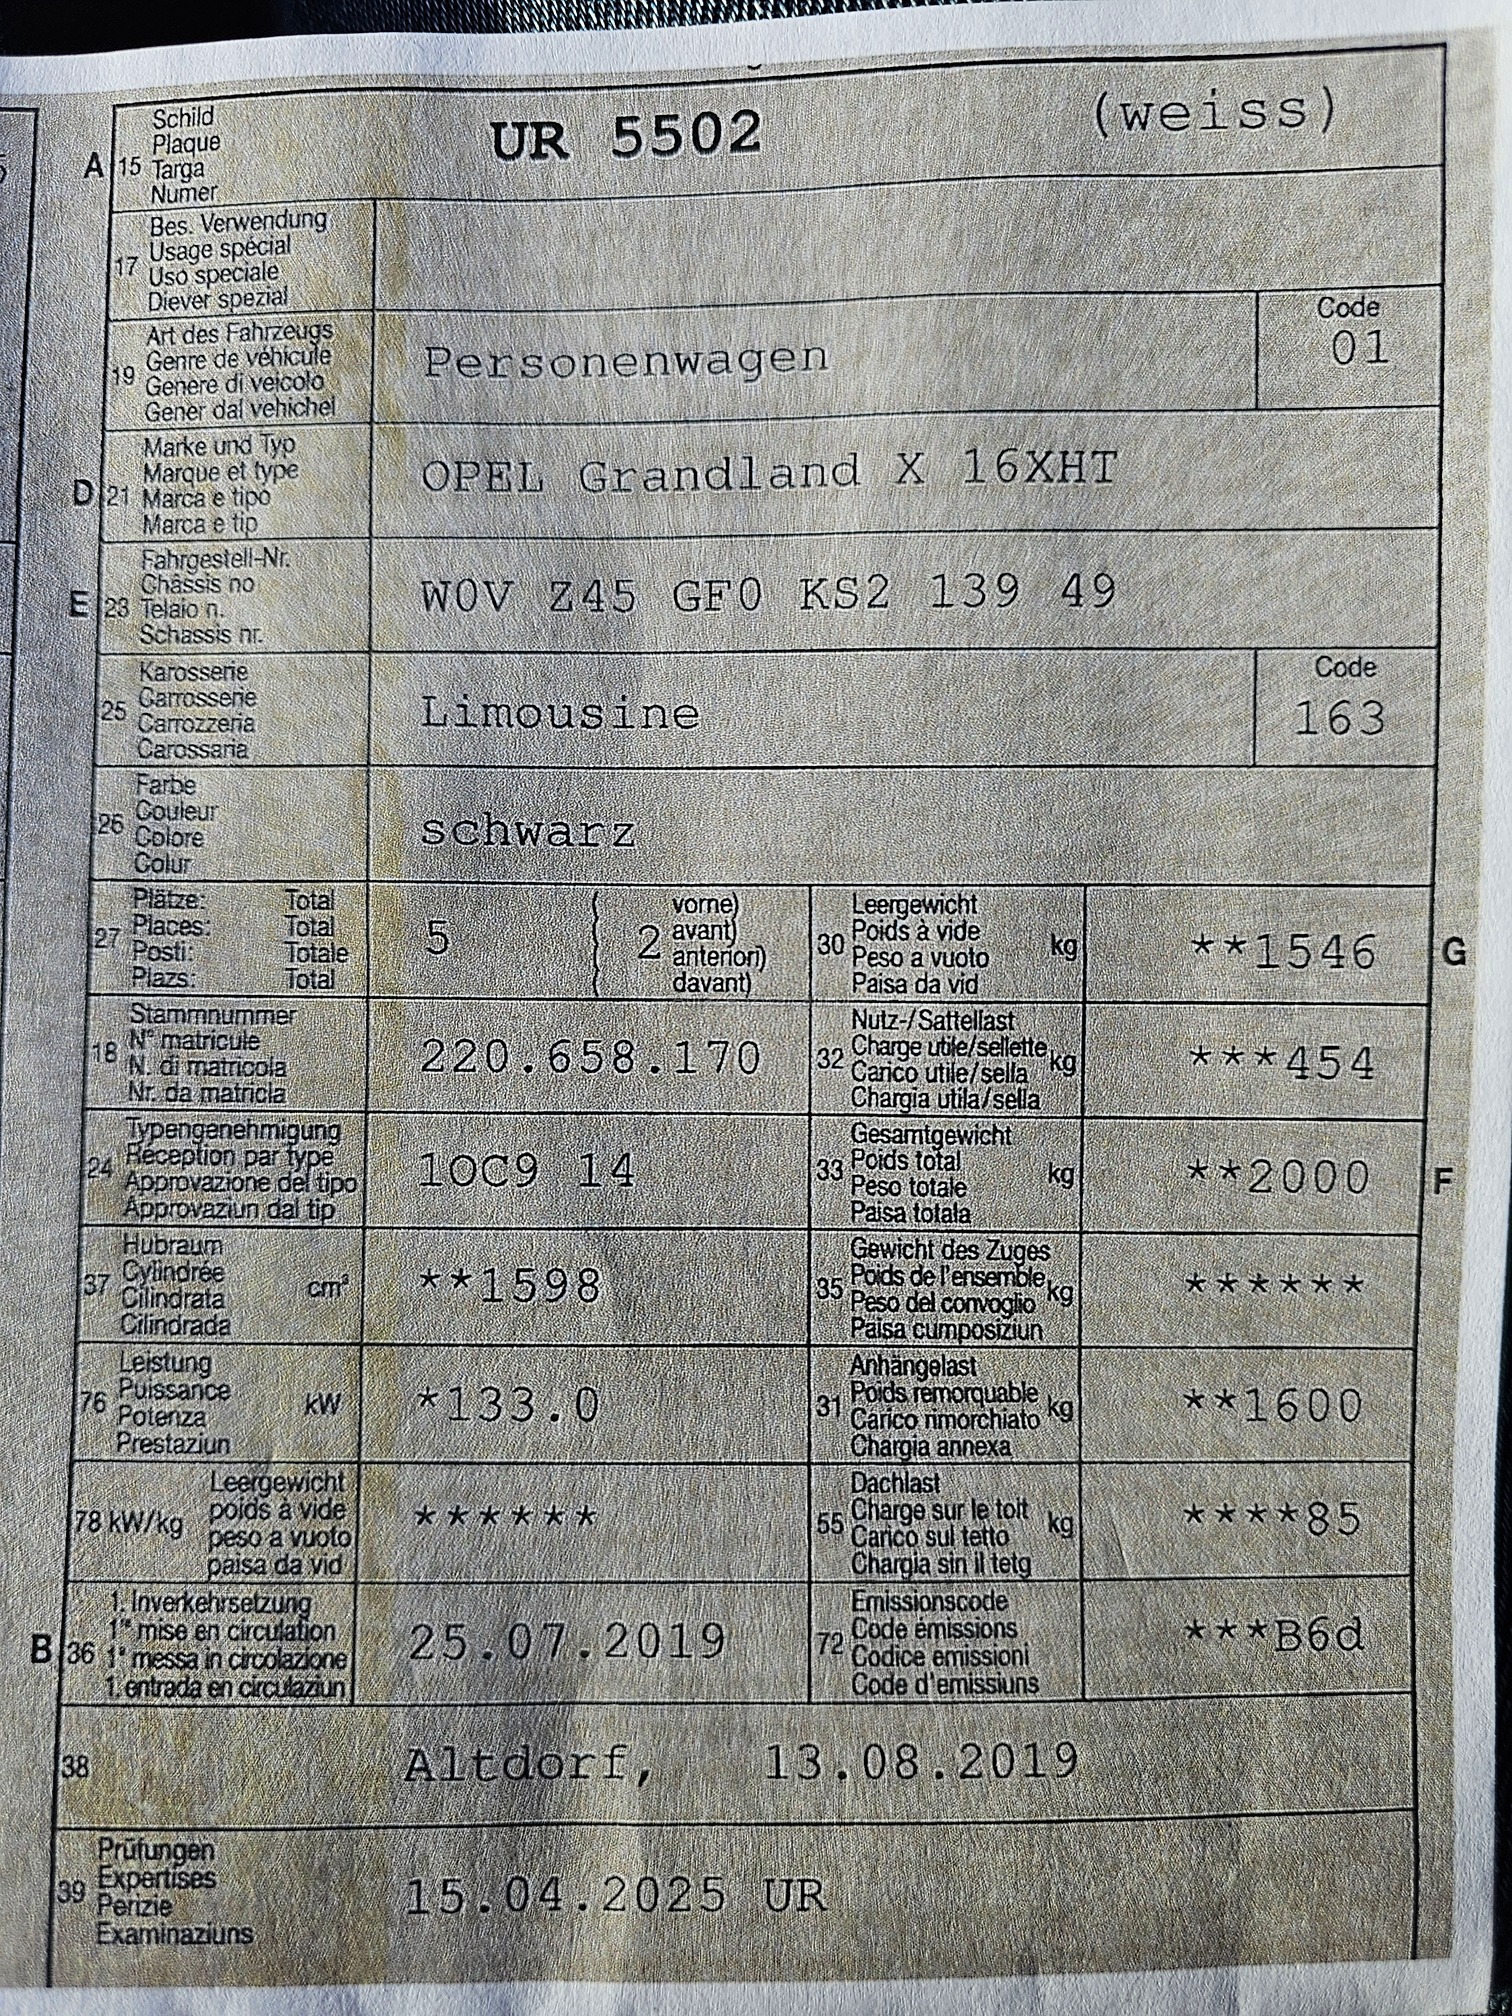 A 15 Schild Plaque Targa Numer UR 5502 (weiss)
17 Bes. Verwendung Usage spécial Uso speciale Diever spezial
19 Art des Fahrzeugs Genre de véhicule Genere di veicolo Gener dal vehichel Personenwagen Code 01
D 21 Marke und Typ Marque et type Marca e tipo Marca e tip OPEL Grandland X 16XHT
E 23 Fahrgestell-Nr. Châssis no Telaio n. Schassis nr. W0V Z45 GF0 KS2 139 49
25 Karosserie Carrosserie Carrozzeria Carossaria Limousine Code 163
26 Farbe Couleur Colore Colur schwarz
27 Plätze: Total Places: Total Posti: Totale Plazs: Total 5 ( 2 vorne) avant) anteriori) davant)
30 Leergewicht Poids à vide Peso a vuoto Paisa da vid kg **1546 G
18 Stammnummer N° matricule N. di matricola Nr. da matricla 220.658.170
32 Nutz-/Sattellast Charge utile/sellette Carico utile/sella Chargia utila/sella kg ***454
24 Typengenehmigung Réception par type Approvazione del tipo Approvaziun dal tip 1OC9 14
33 Gesamtgewicht Poids total Peso totale Paisa totala kg **2000 F
37 Hubraum Cylindrée Cilindrata Cilindrada cm³ **1598
35 Gewicht des Zuges Poids de l'ensemble Peso del convoglio Paisa cumposiziun kg ******
76 Leistung Puissance Potenza Prestaziun kW *133.0
31 Anhängelast Poids remorquable Carico rimorchiato Chargia annexa kg **1600
78 kW/kg Leergewicht poids à vide peso a vuoto paisa da vid ******
55 Dachlast Charge sur le toit Carico sul tetto Chargia sin il tetg kg ****85
B 36 1. Inverkehrsetzung 1re mise en circulation 1a messa in circolazione 1. entrada en circulaziun 25.07.2019
72 Emissionscode Code émissions Codice emissioni Code d'emissiuns ***B6d
38 Altdorf, 13.08.2019
39 Prüfungen Expertises Perizie Examinaziuns 15.04.2025 UR